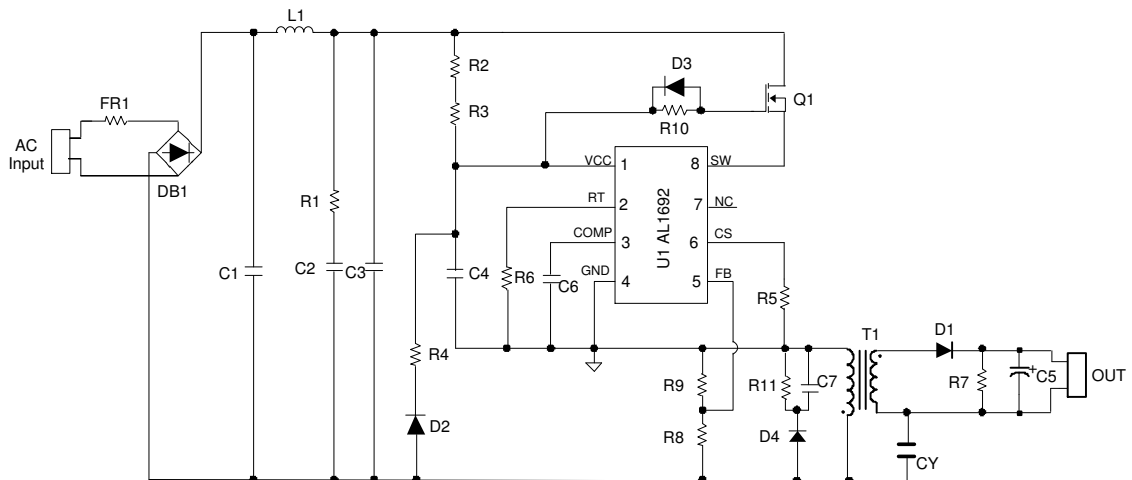 L1
R2
D3
FR1
R3
Q1
R10
AC
Input
VCC
1
8
SW
DB1
RT
2
7
NC
R1
U1 AL1692
COMP
3
6
CS
C1
C2
C3
C4
GND
4
5
FB
R6
C6
R5
T1
D1
R4
R9
R11
C7
R7
+
C5
OUT
D2
R8
D4
CY